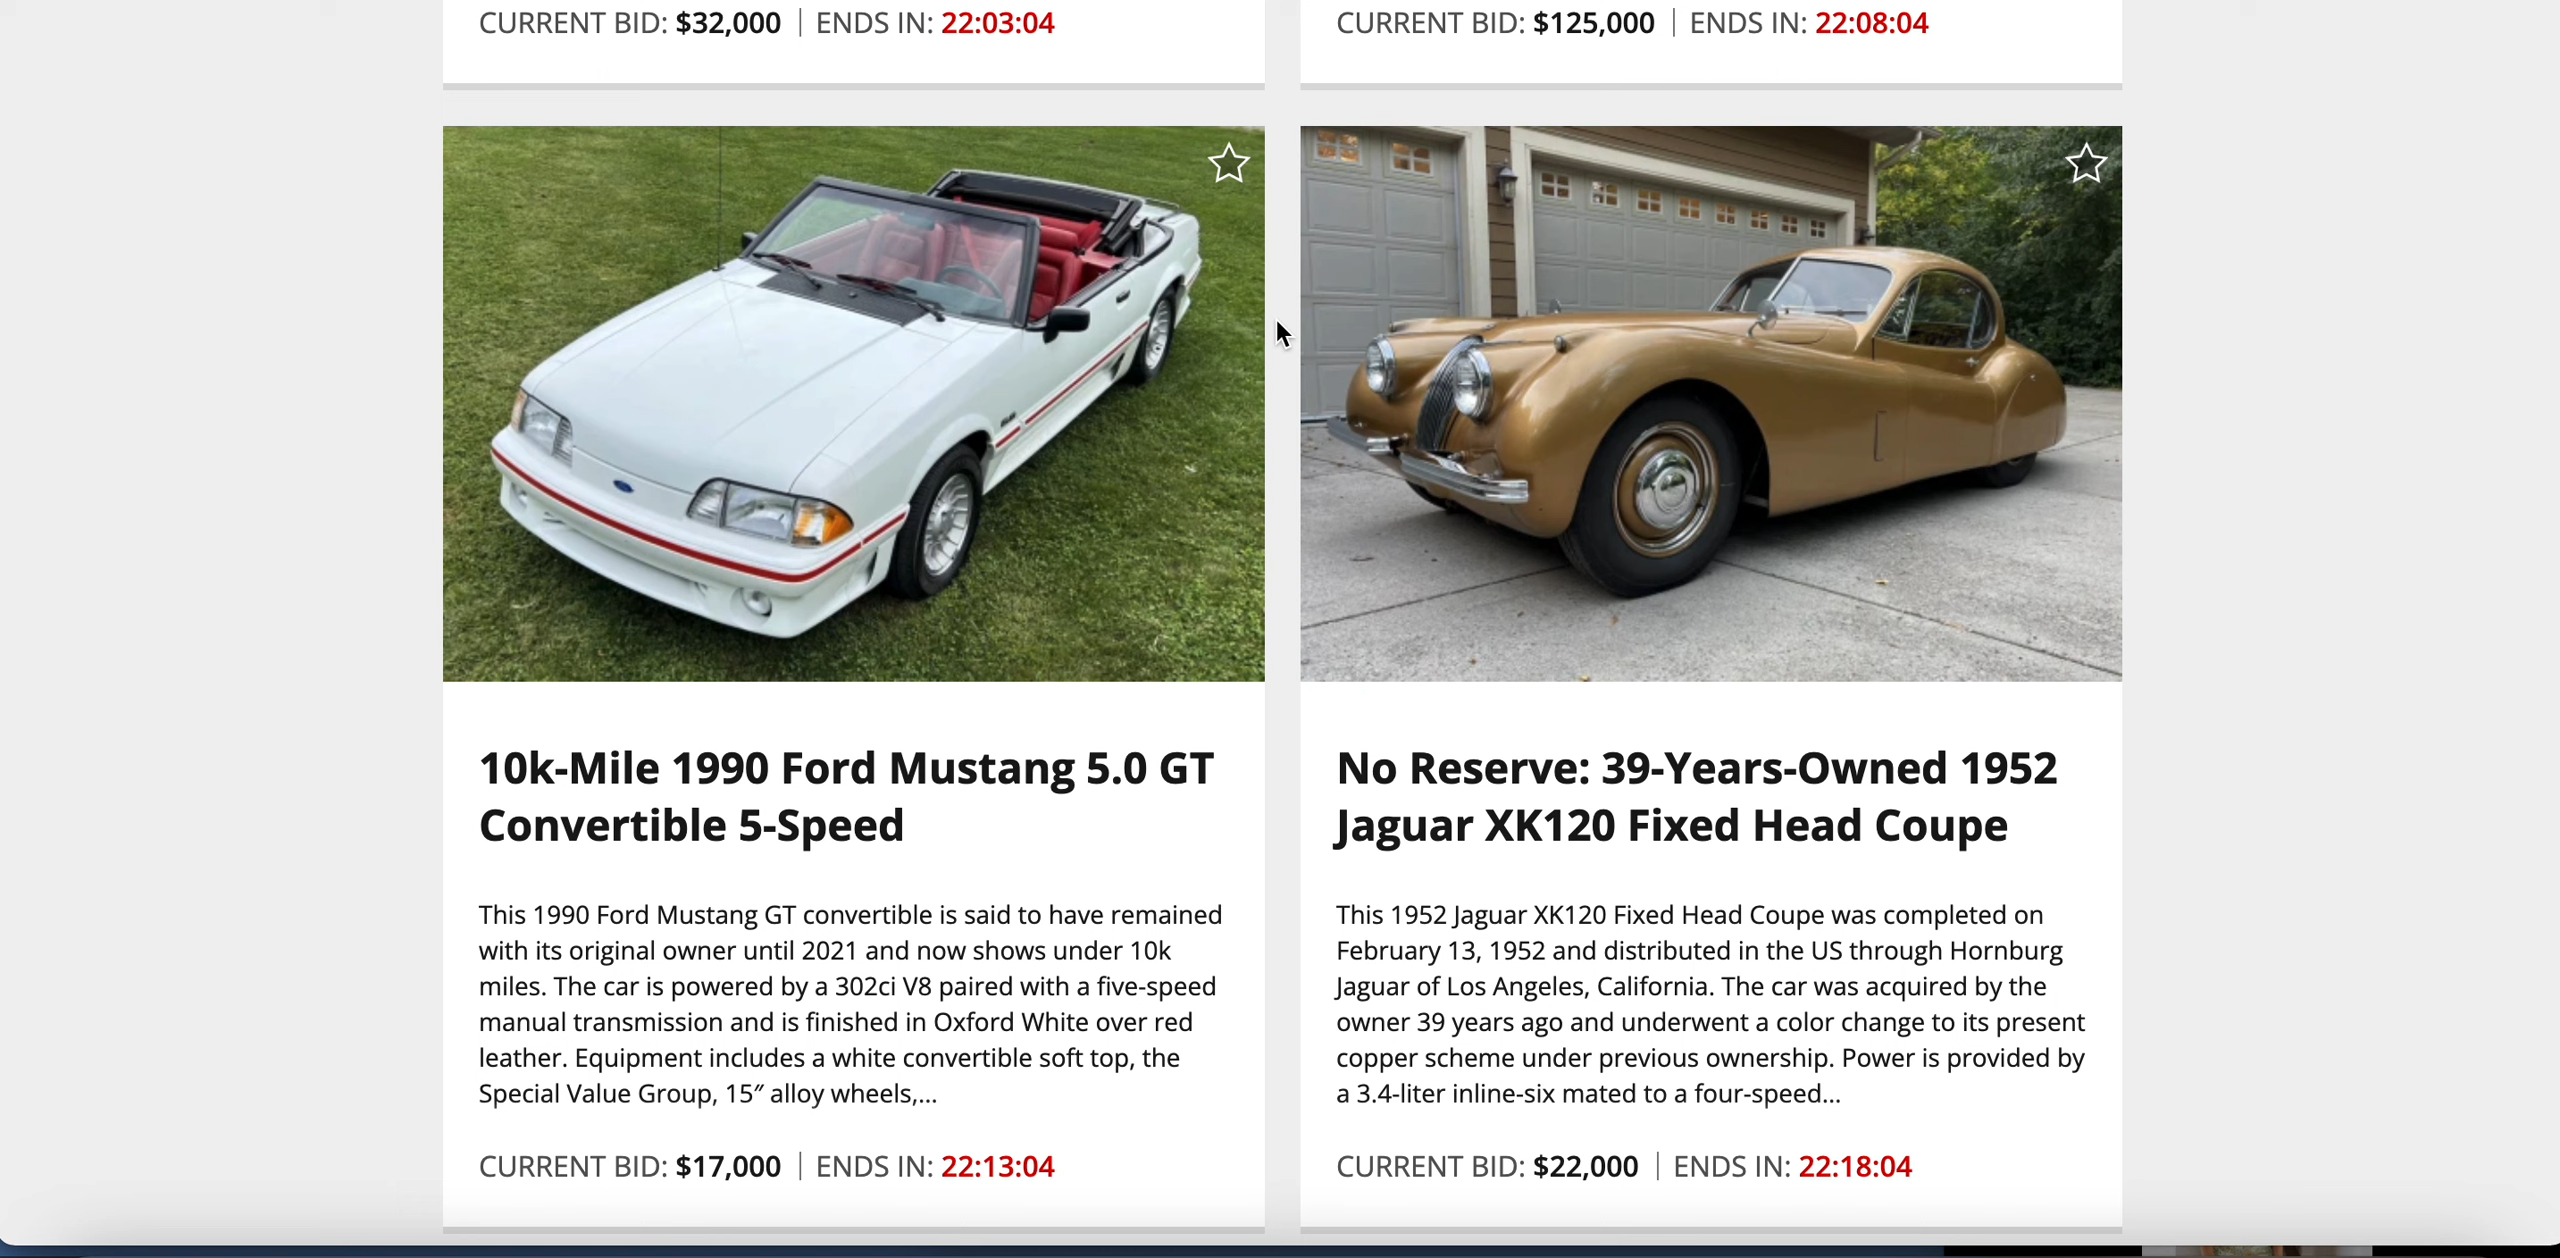 CURRENT BID: $32,000 | ENDS IN: 22:03:04
CURRENT BID: $125,000 | ENDS IN: 22:08:04
10k-Mile 1990 Ford Mustang 5.0 GT
Convertible 5-Speed
This 1990 Ford Mustang GT convertible is said to have remained
with its original owner until 2021 and now shows under 10k
miles. The car is powered by a 302ci V8 paired with a five-speed
manual transmission and is finished in Oxford White over red
leather. Equipment includes a white convertible soft top, the
Special Value Group, 15″ alloy wheels,...
CURRENT BID: $17,000 | ENDS IN: 22:13:04
No Reserve: 39-Years-Owned 1952
Jaguar XK120 Fixed Head Coupe
This 1952 Jaguar XK120 Fixed Head Coupe was completed on
February 13, 1952 and distributed in the US through Hornburg
Jaguar of Los Angeles, California. The car was acquired by the
owner 39 years ago and underwent a color change to its present
copper scheme under previous ownership. Power is provided by
a 3.4-liter inline-six mated to a four-speed...
CURRENT BID: $22,000 | ENDS IN: 22:18:04